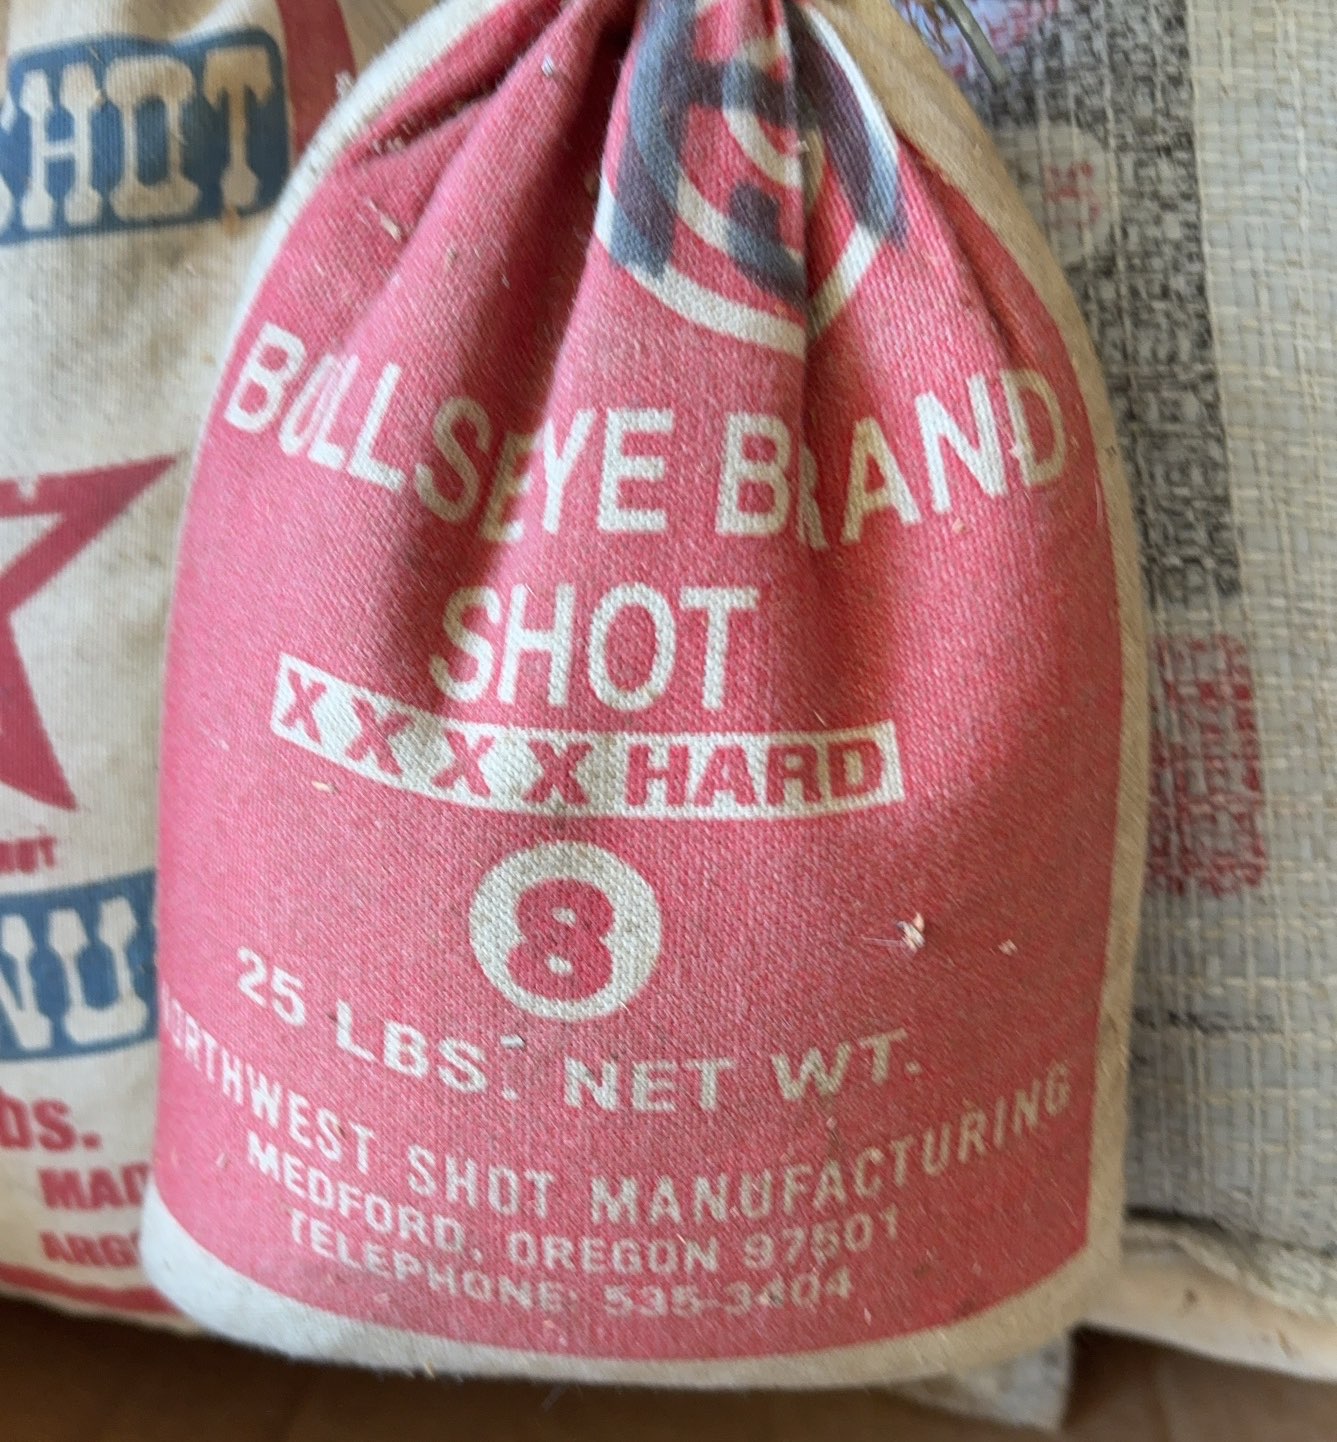 SHOT
BULLSEYE BRAND
SHOT
XXXX HARD
8
25 LBS. NET WT.
NORTHWEST SHOT MANUFACTURING
MEDFORD, OREGON 97501
TELEPHONE: 535-3404